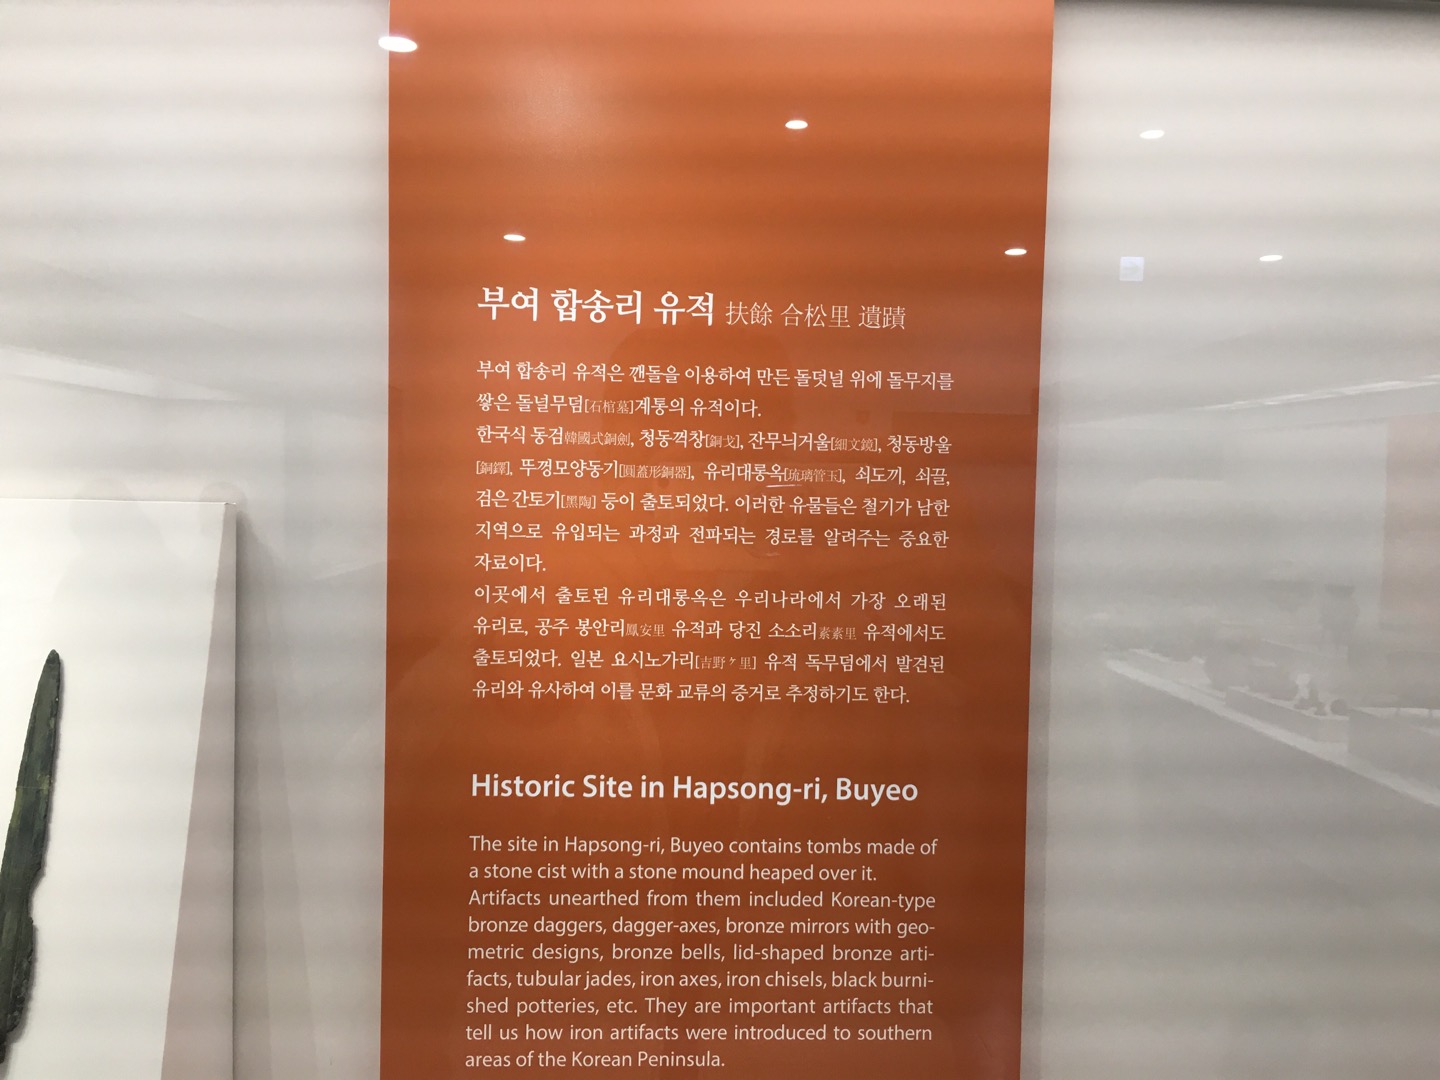 부여 합송리 유적 扶餘 合松里 遺蹟
부여 합송리 유적은 깬돌을 이용하여 만든 돌덧널 위에 돌무지를
쌓은 돌널무덤[石棺墓]계통의 유적이다.
한국식 동검韓國式銅劍, 청동꺽창[銅戈], 잔무늬거울[細文鏡], 청동방울
[銅鐸], 뚜껑모양동기[圓蓋形銅器], 유리대롱옥[琉璃管玉], 쇠도끼, 쇠끌,
검은 간토기[黑陶] 등이 출토되었다. 이러한 유물들은 철기가 남한
지역으로 유입되는 과정과 전파되는 경로를 알려주는 중요한
자료이다.
이곳에서 출토된 유리대롱옥은 우리나라에서 가장 오래된
유리로, 공주 봉안리鳳安里 유적과 당진 소소리素素里 유적에서도
출토되었다. 일본 요시노가리[吉野ヶ里] 유적 독무덤에서 발견된
유리와 유사하여 이를 문화 교류의 증거로 추정하기도 한다.
Historic Site in Hapsong-ri, Buyeo
The site in Hapsong-ri, Buyeo contains tombs made of
a stone cist with a stone mound heaped over it.
Artifacts unearthed from them included Korean-type
bronze daggers, dagger-axes, bronze mirrors with geo-
metric designs, bronze bells, lid-shaped bronze arti-
facts, tubular jades, iron axes, iron chisels, black burni-
shed potteries, etc. They are important artifacts that
tell us how iron artifacts were introduced to southern
areas of the Korean Peninsula.